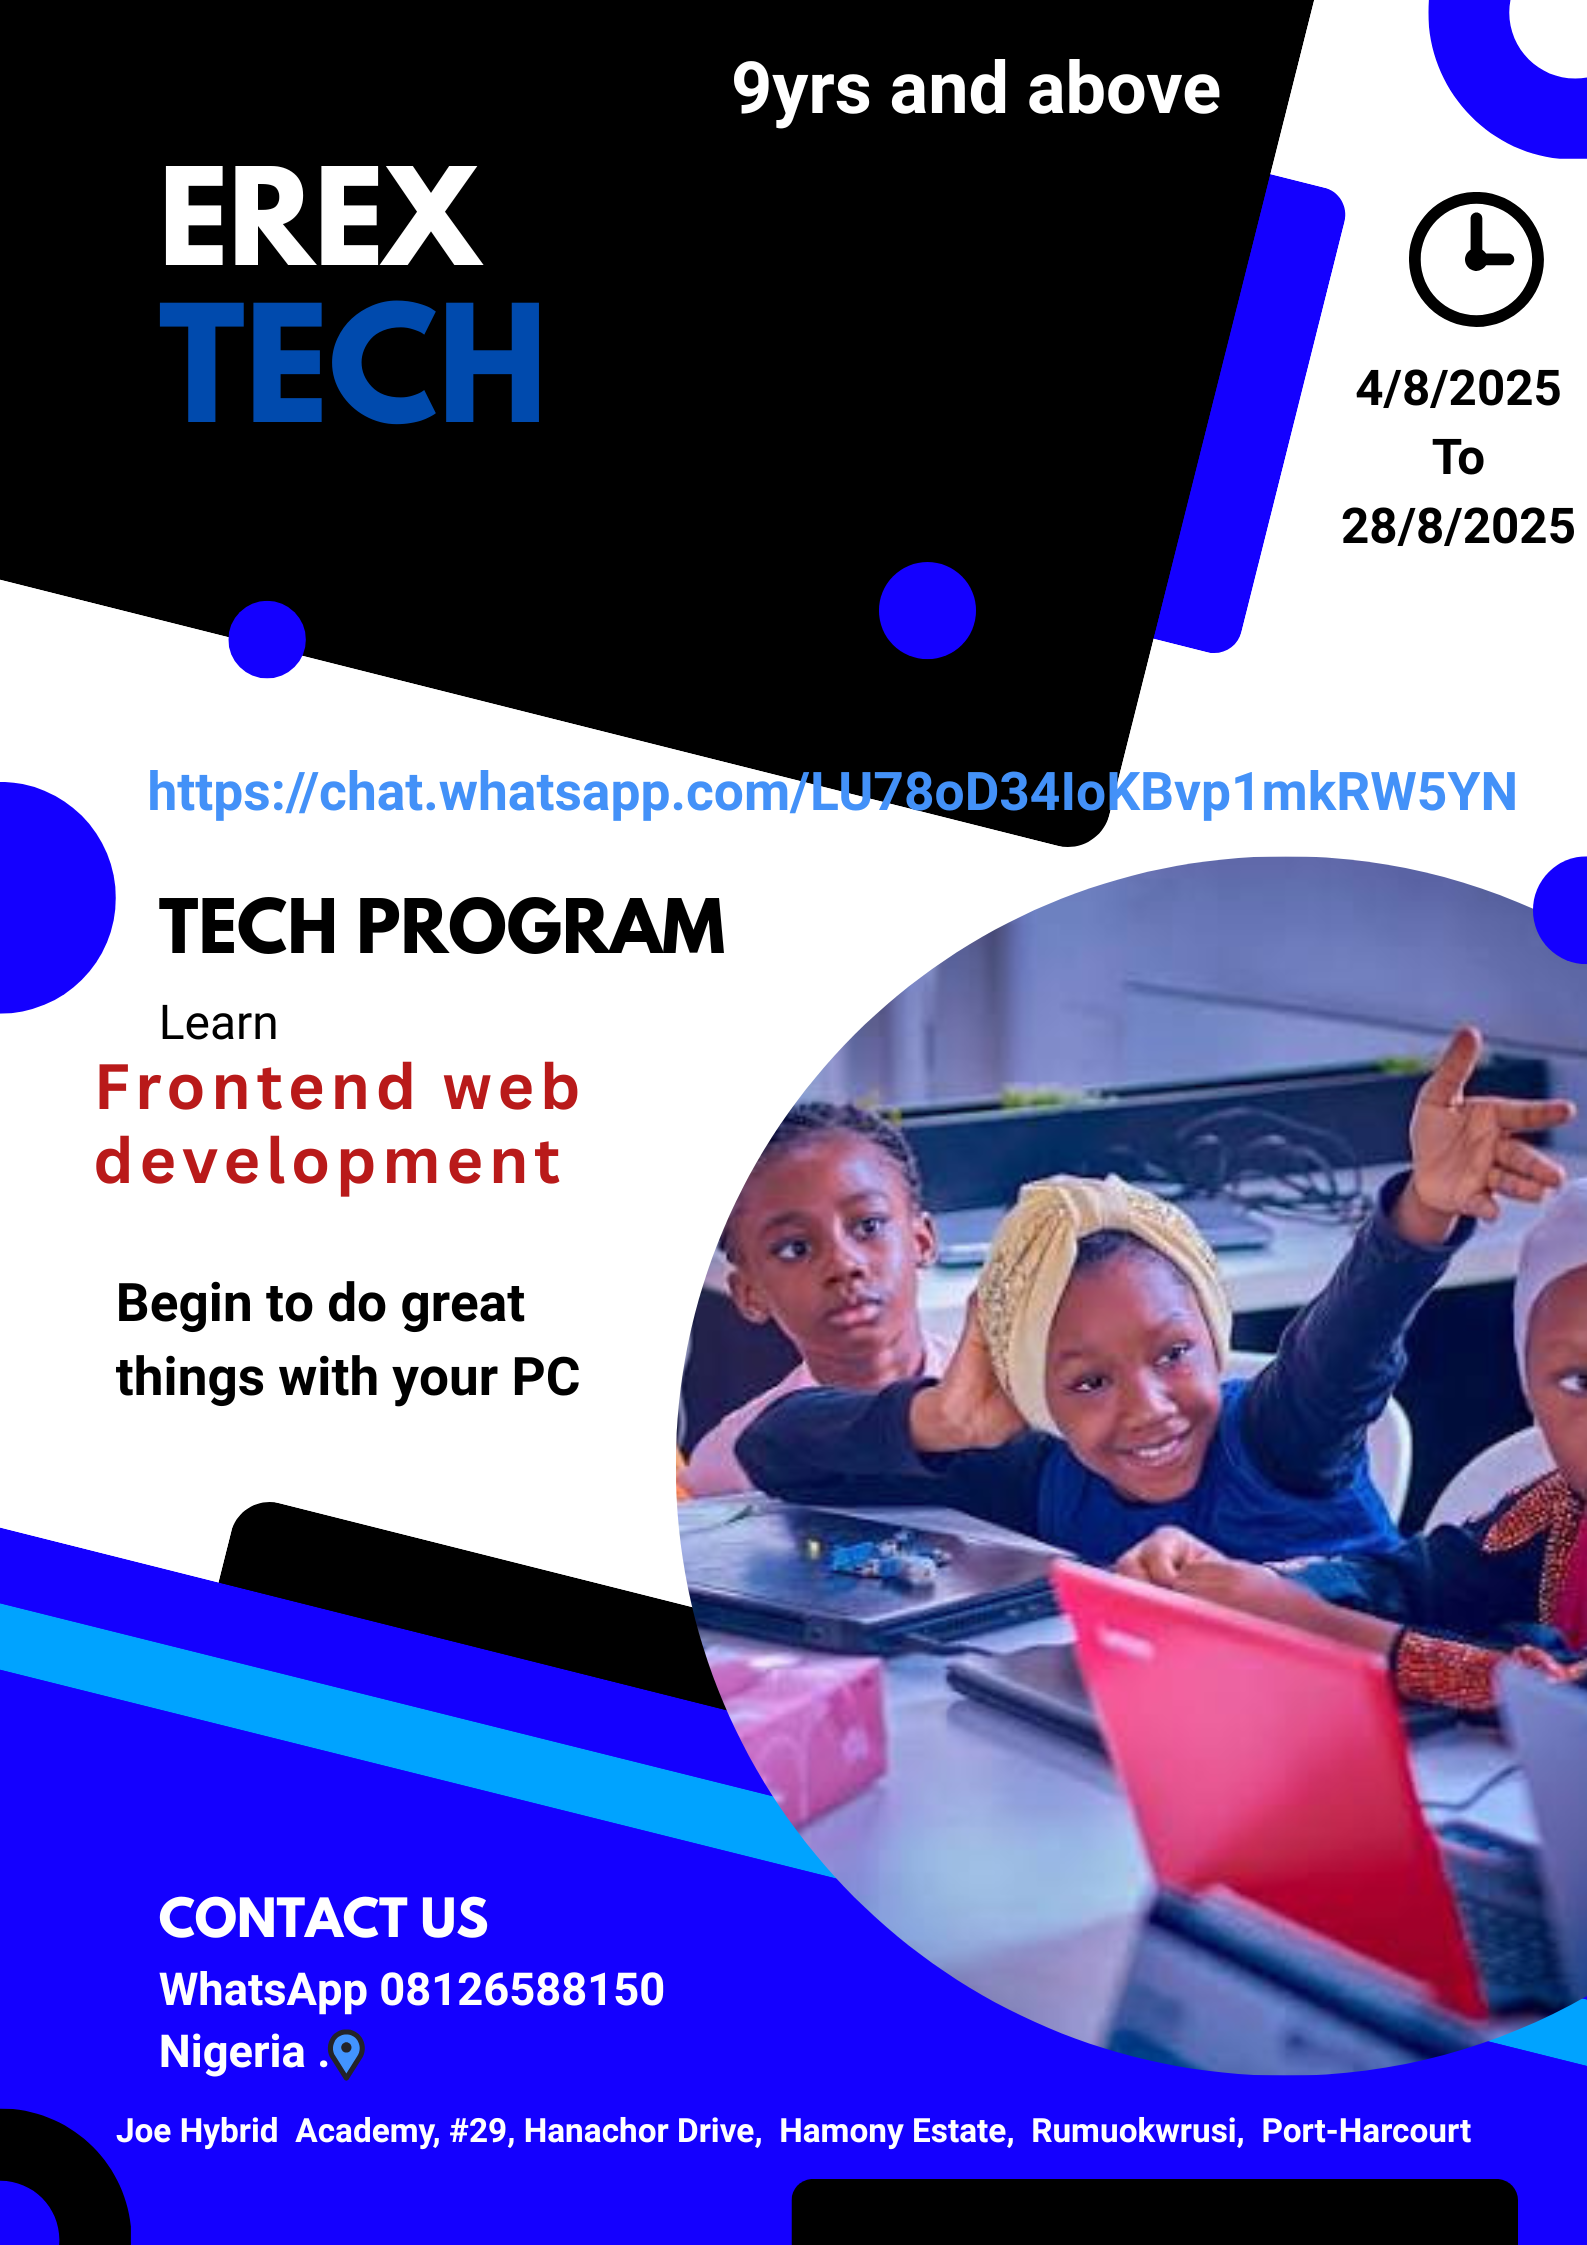 9yrs and above
EREX
TECH
4/8/2025
To
28/8/2025
https://chat.whatsapp.com/LU78oD34IoKBvp1mkRW5YN
TECH PROGRAM
Learn
Frontend web
development
Begin to do great
things with your PC
CONTACT US
WhatsApp 08126588150
Nigeria .
Joe Hybrid Academy, #29, Hanachor Drive, Hamony Estate, Rumuokwrusi, Port-Harcourt